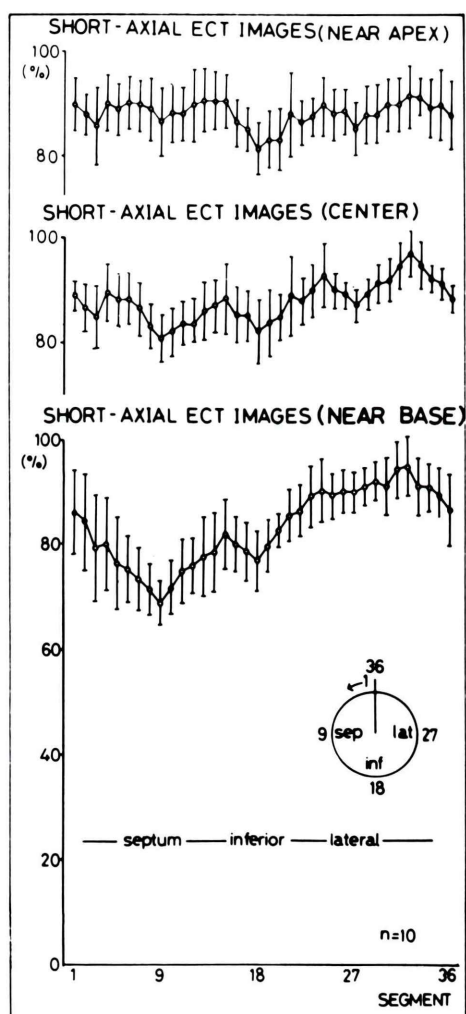 SHORT-AXIAL ECT IMAGES (NEAR APEX)
100
(%)
80
SHORT-AXIAL ECT IMAGES (CENTER)
100
80
SHORT-AXIAL ECT IMAGES (NEAR BASE)
100
(%)
80
60
36
1
9 sep lat 27
inf
18
40
20
septum inferior lateral
n=10
0
1 9 18 27 36
SEGMENT